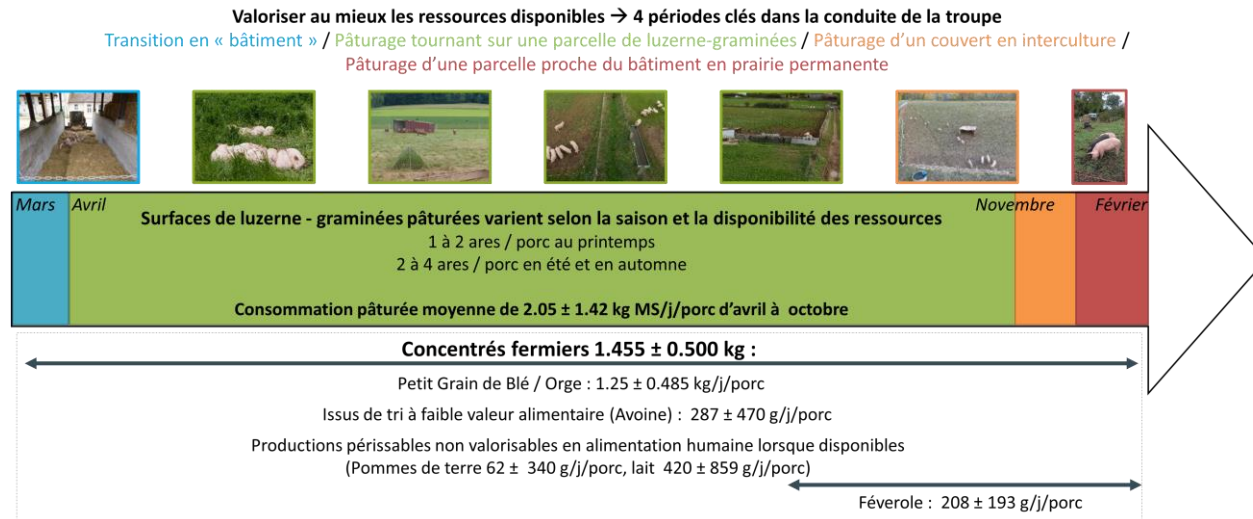 Valoriser au mieux les ressources disponibles → 4 périodes clés dans la conduite de la troupe
Transition en « bâtiment » / Pâturage tournant sur une parcelle de luzerne-graminées / Pâturage d'un couvert en interculture /
Pâturage d'une parcelle proche du bâtiment en prairie permanente
Mars Avril Novembre Février
Surfaces de luzerne - graminées pâturées varient selon la saison et la disponibilité des ressources
1 à 2 ares / porc au printemps
2 à 4 ares / porc en été et en automne
Consommation pâturée moyenne de 2.05 ± 1.42 kg MS/j/porc d'avril à octobre
Concentrés fermiers 1.455 ± 0.500 kg :
Petit Grain de Blé / Orge : 1.25 ± 0.485 kg/j/porc
Issus de tri à faible valeur alimentaire (Avoine) : 287 ± 470 g/j/porc
Productions périssables non valorisables en alimentation humaine lorsque disponibles
(Pommes de terre 62 ± 340 g/j/porc, lait 420 ± 859 g/j/porc)
Féverole : 208 ± 193 g/j/porc